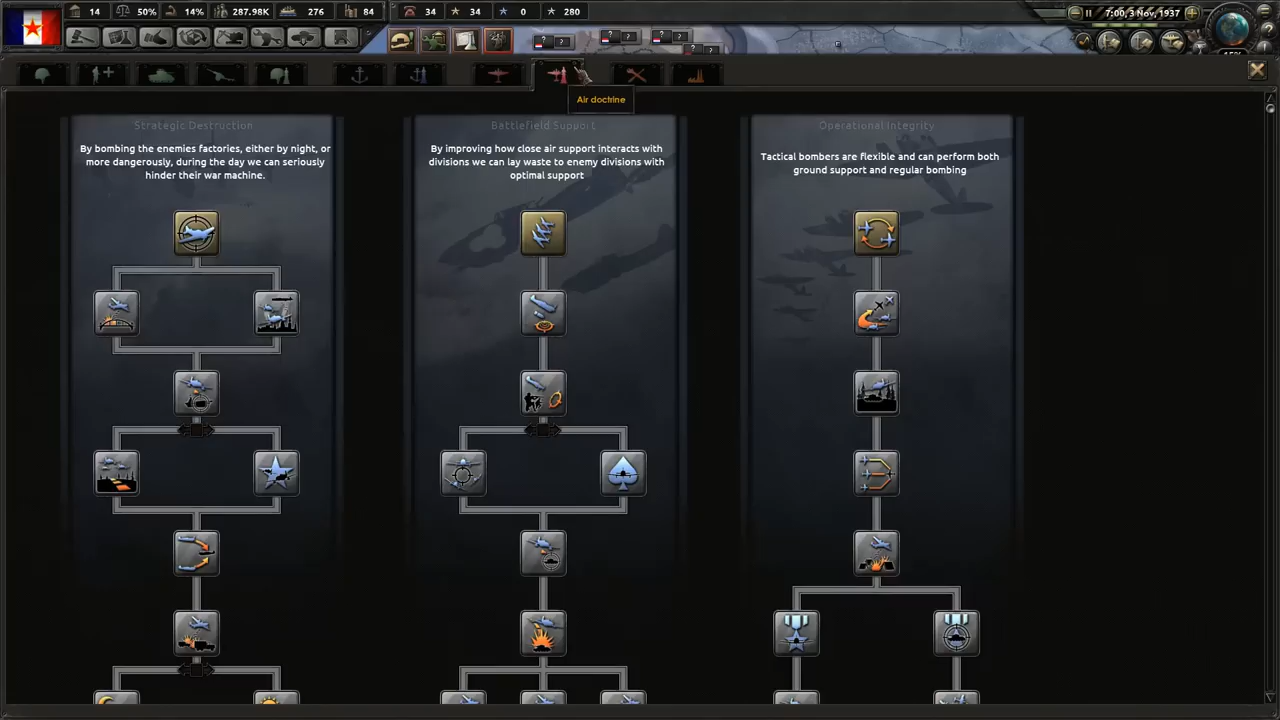 14 50% 14% 287.98K 276 84 34 34 0 280 7:00, 3 Nov, 1937
? ? ? ?
Air doctrine
Strategic Destruction
By bombing the enemies factories, either by night, or
more dangerously, during the day we can seriously
hinder their war machine.
Battlefield Support
By improving how close air support interacts with
divisions we can lay waste to enemy divisions with
optimal support
Operational Integrity
Tactical bombers are flexible and can perform both
ground support and regular bombing